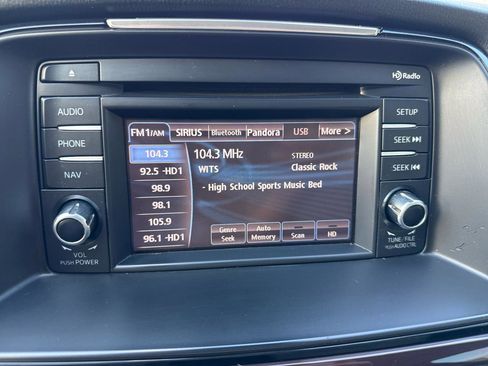 HD Radio
AUDIO
PHONE
NAV
VOL
PUSH POWER
FM1/AM SIRIUS Bluetooth Pandora USB More >
104.3
92.5 -HD1
98.9
98.1
105.9
96.1 -HD1
104.3 MHz STEREO
WITS Classic Rock
- High School Sports Music Bed
Genre Seek
Auto Memory
Scan
HD
SETUP
SEEK
SEEK
TUNE / FILE
PUSH AUDIO CTRL